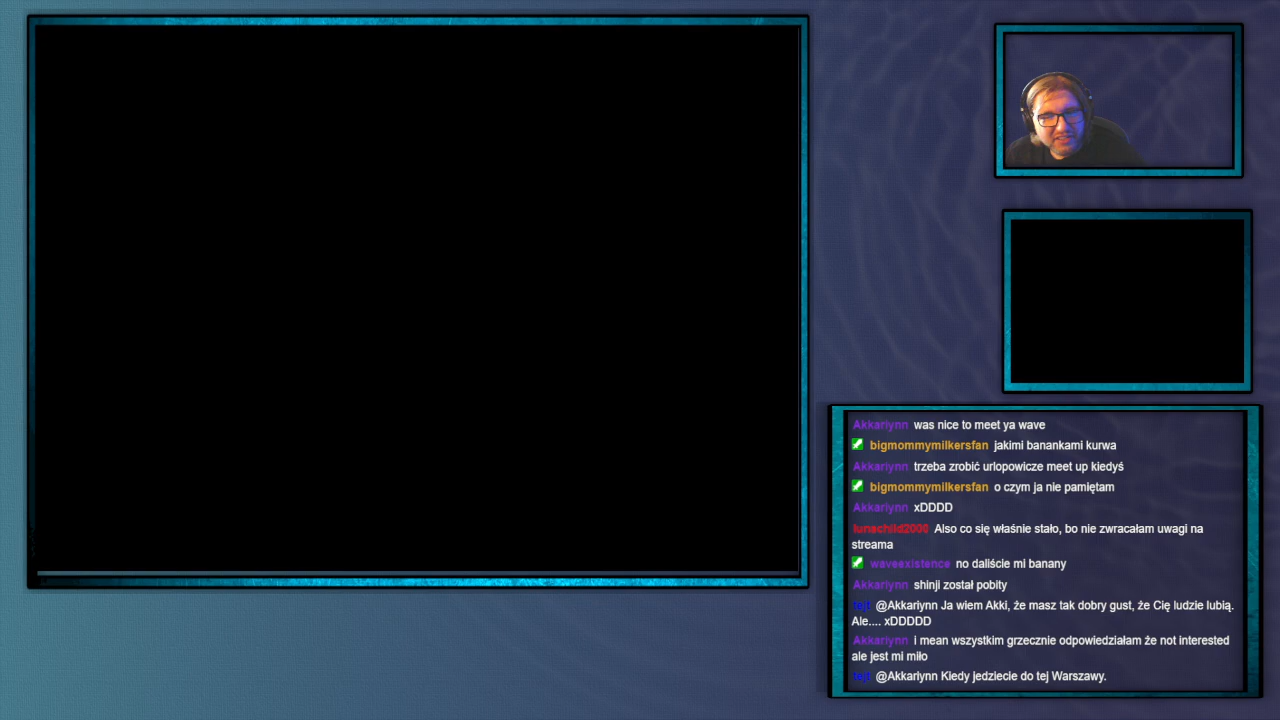 Akkarlynn was nice to meet ya wave
bigmommymilkersfan jakimi banankami kurwa
Akkarlynn trzeba zrobić urlopowicze meet up kiedyś
bigmommymilkersfan o czym ja nie pamiętam
Akkarlynn xDDDD
lunachild2000 Also co się właśnie stało, bo nie zwracałam uwagi na
streama
waveexistence no daliście mi banany
Akkarlynn shinji został pobity
@Akkarlynn Ja wiem Akki, że masz tak dobry gust, że Cię ludzie lubią.
Ale.... xDDDDD
Akkarlynn i mean wszystkim grzecznie odpowiedziałam że not interested
ale jest mi miło
@Akkarlynn Kiedy jedziecie do tej Warszawy.